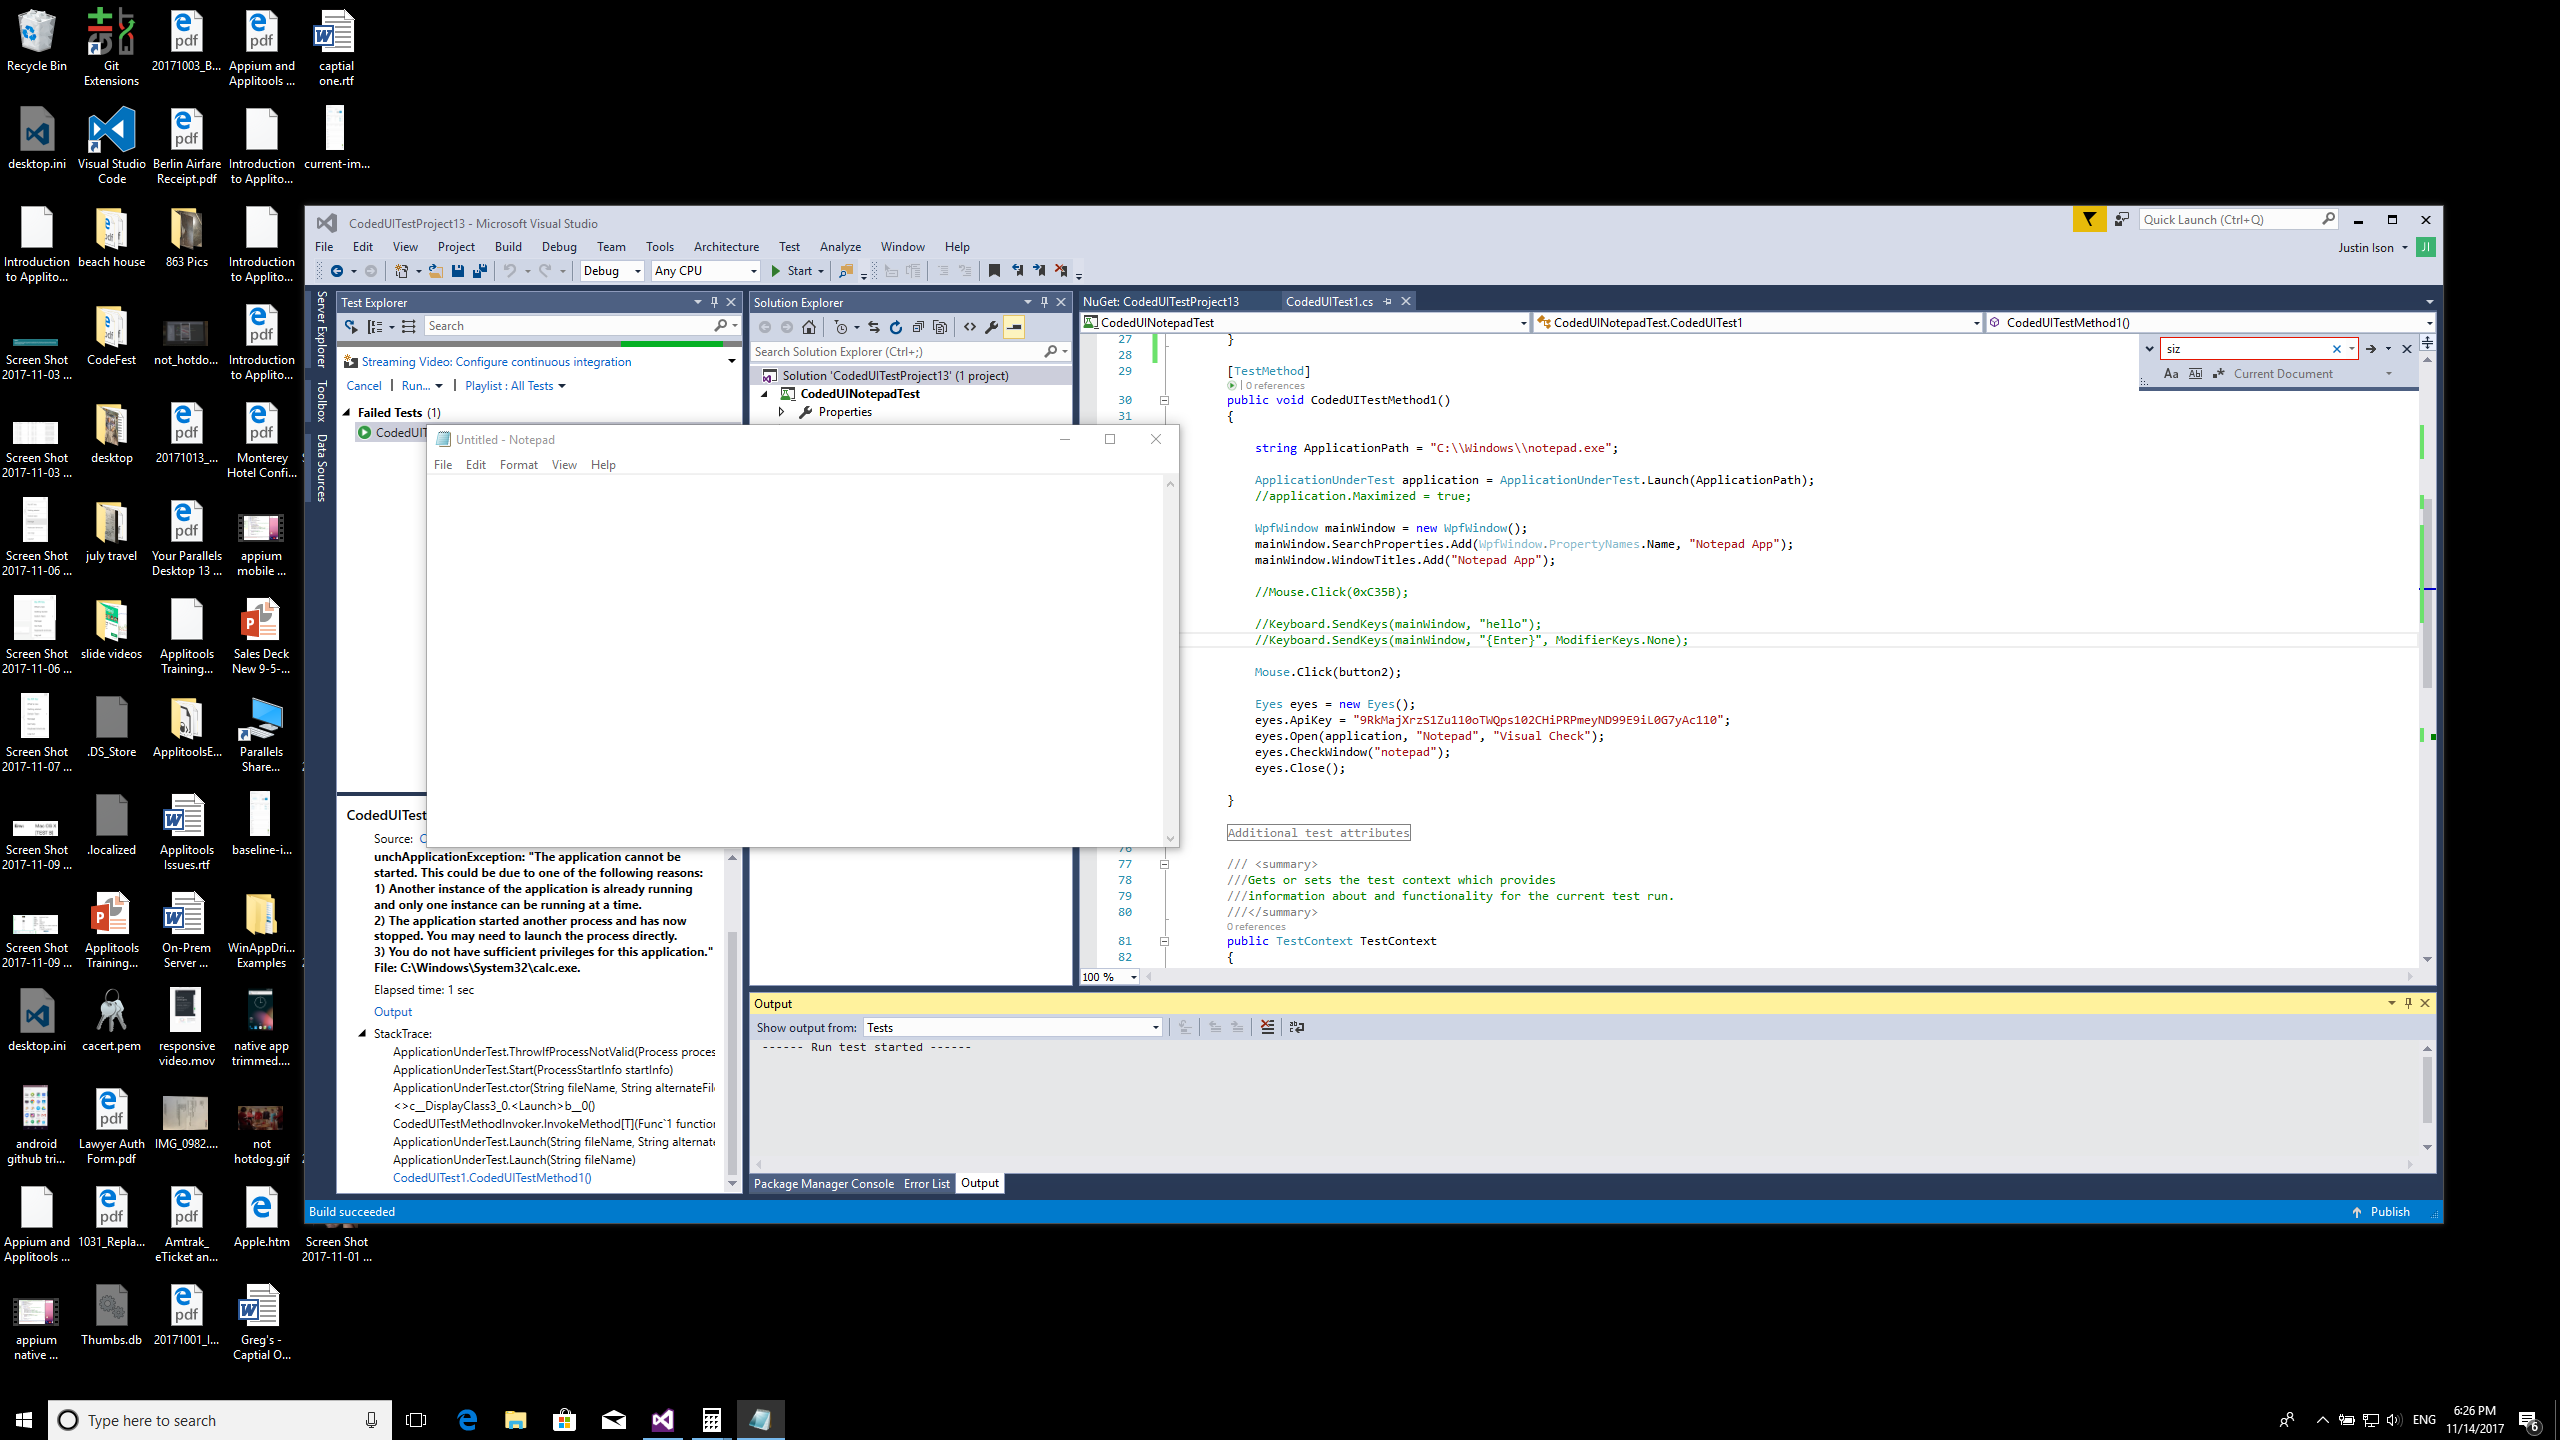 Recycle Bin
Git Extensions
20171003_B...
Appium and Applitools ...
captial one.rtf
desktop.ini
Visual Studio Code
Berlin Airfare Receipt.pdf
Introduction to Applito...
current-im...
Introduction to Applito...
beach house
863 Pics
Introduction to Applito...
Screen Shot 2017-11-03 ...
CodeFest
not_hotdo...
Introduction to Applito...
Screen Shot 2017-11-03 ...
desktop
20171013_...
Monterey Hotel Confi...
Screen Shot 2017-11-06 ...
july travel
Your Parallels Desktop 13 ...
appium mobile ...
Screen Shot 2017-11-06 ...
slide videos
Applitools Training...
Sales Deck New 9-5-...
Screen Shot 2017-11-07 ...
.DS_Store
ApplitoolsE...
Parallels Share...
Screen Shot 2017-11-09 ...
.localized
Applitools Issues.rtf
baseline-i...
Screen Shot 2017-11-09 ...
Applitools Training...
On-Prem Server ...
WinAppDri... Examples
desktop.ini
cacert.pem
responsive video.mov
native app trimmed....
android github tri...
Lawyer Auth Form.pdf
IMG_0982....
not hotdog.gif
Appium and Applitools ...
1031_Repla...
Amtrak_ eTicket an...
Apple.htm
Screen Shot 2017-11-01 ...
appium native ...
Thumbs.db
20171001_I...
Greg's - Captial O...
CodedUITestProject13 - Microsoft Visual Studio
Quick Launch (Ctrl+Q)
File Edit View Project Build Debug Team Tools Architecture Test Analyze Window Help
Justin Ison JI
Debug Any CPU Start
Server Explorer
Toolbox
Data Sources
Test Explorer
Search
Streaming Video: Configure continuous integration
Cancel | Run... | Playlist : All Tests
Failed Tests (1)
CodedUIT
Solution Explorer
Search Solution Explorer (Ctrl+;)
Solution 'CodedUITestProject13' (1 project)
CodedUINotepadTest
Properties
Untitled - Notepad
File Edit Format View Help
CodedUITest
Source: C
unchApplicationException: "The application cannot be
started. This could be due to one of the following reasons:
1) Another instance of the application is already running
and only one instance can be running at a time.
2) The application started another process and has now
stopped. You may need to launch the process directly.
3) You do not have sufficient privileges for this application."
File: C:\Windows\System32\calc.exe.
Elapsed time: 1 sec
Output
StackTrace:
ApplicationUnderTest.ThrowIfProcessNotValid(Process proces
ApplicationUnderTest.Start(ProcessStartInfo startInfo)
ApplicationUnderTest.ctor(String fileName, String alternateFil
<>c__DisplayClass3_0.<Launch>b__0()
CodedUITestMethodInvoker.InvokeMethod[T](Func`1 function
ApplicationUnderTest.Launch(String fileName, String alternate
ApplicationUnderTest.Launch(String fileName)
CodedUITest1.CodedUITestMethod1()
NuGet: CodedUITestProject13 CodedUITest1.cs
CodedUINotepadTest CodedUINotepadTest.CodedUITest1 CodedUITestMethod1()
siz
Aa Ab Current Document
27 }
28
29 [TestMethod]
| 0 references
30 public void CodedUITestMethod1()
31 {
string ApplicationPath = "C:\\Windows\\notepad.exe";
ApplicationUnderTest application = ApplicationUnderTest.Launch(ApplicationPath);
//application.Maximized = true;
WpfWindow mainWindow = new WpfWindow();
mainWindow.SearchProperties.Add(WpfWindow.PropertyNames.Name, "Notepad App");
mainWindow.WindowTitles.Add("Notepad App");
//Mouse.Click(0xC35B);
//Keyboard.SendKeys(mainWindow, "hello");
//Keyboard.SendKeys(mainWindow, "{Enter}", ModifierKeys.None);
Mouse.Click(button2);
Eyes eyes = new Eyes();
eyes.ApiKey = "9RkMajXrzS1Zu110oTWQps102CHiPRPmeyND99E9iL0G7yAc110";
eyes.Open(application, "Notepad", "Visual Check");
eyes.CheckWindow("notepad");
eyes.Close();
}
Additional test attributes
76
77 /// <summary>
78 ///Gets or sets the test context which provides
79 ///information about and functionality for the current test run.
80 ///</summary>
0 references
81 public TestContext TestContext
82 {
100 %
Output
Show output from: Tests
------ Run test started ------
Package Manager Console Error List Output
Build succeeded
Publish
Type here to search
ENG
6:26 PM
11/14/2017
6